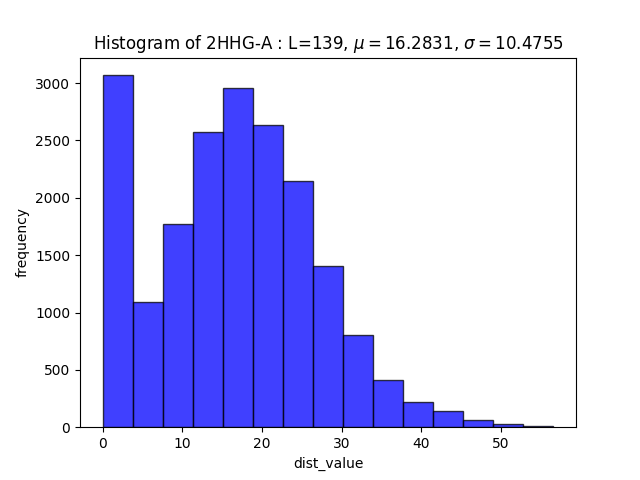 Histogram of 2HHG-A : L=139, μ = 16.2831, σ = 10.4755
frequency
3000
2500
2000
1500
1000
500
0
0 10 20 30 40 50
dist_value